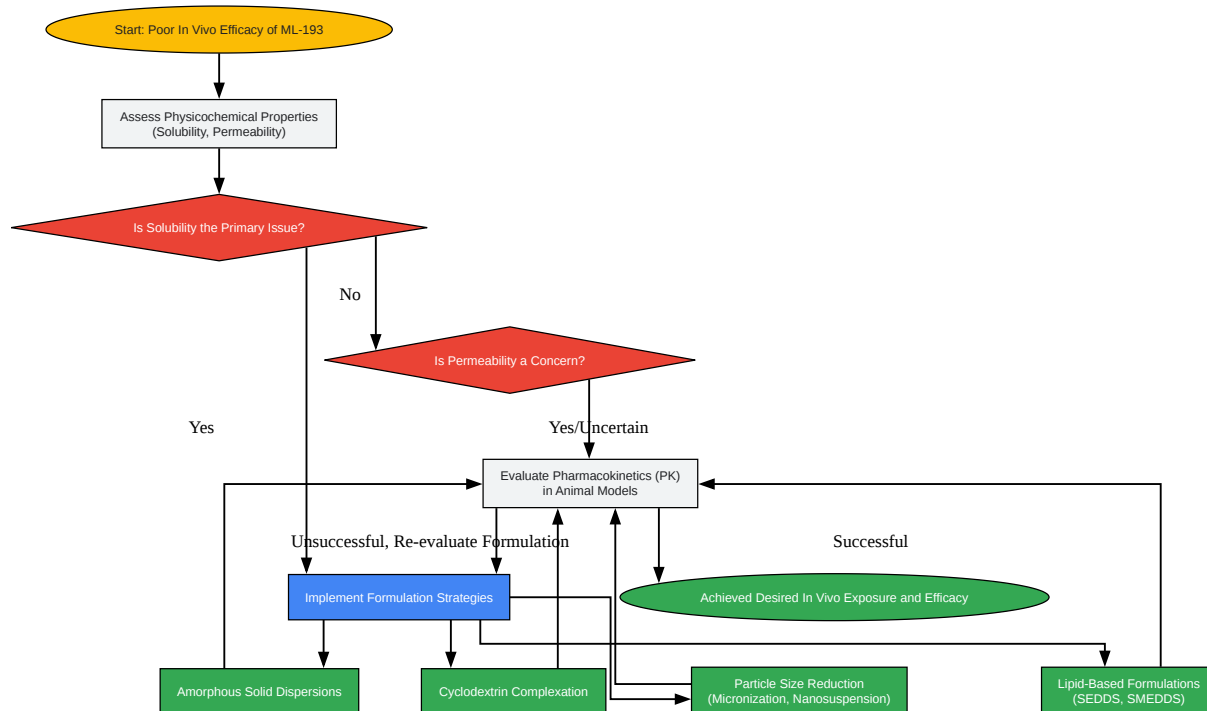 Start: Poor In Vivo Efficacy of ML-193
Assess Physicochemical Properties
(Solubility, Permeability)
Is Solubility the Primary Issue?
No
Is Permeability a Concern?
Yes
Yes/Uncertain
Evaluate Pharmacokinetics (PK)
in Animal Models
Unsuccessful, Re-evaluate Formulation
Successful
Implement Formulation Strategies
Achieved Desired In Vivo Exposure and Efficacy
Amorphous Solid Dispersions
Cyclodextrin Complexation
Particle Size Reduction
(Micronization, Nanosuspension)
Lipid-Based Formulations
(SEDDS, SMEDDS)